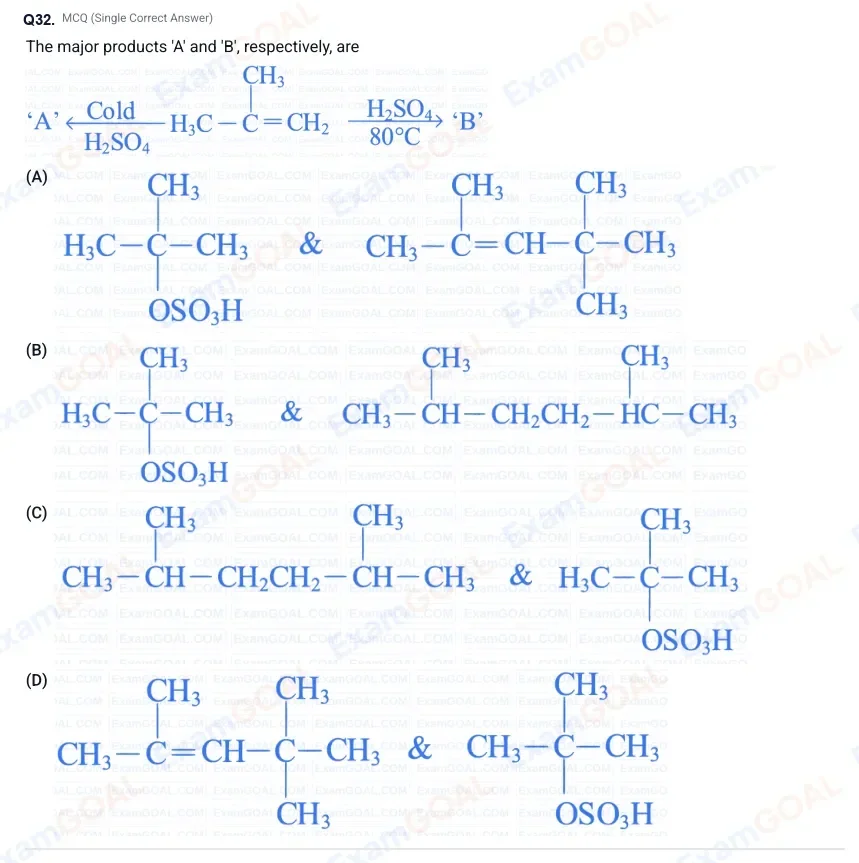 Q32. MCQ (Single Correct Answer)
The major products 'A' and 'B', respectively, are
CH₃
'A' ← Cold H₂SO₄ H₃C－C=CH₂ H₂SO₄ 80°C → 'B'
(A)
CH₃ CH₃ CH₃
H₃C－C－CH₃ & CH₃－C=CH－C－CH₃
OSO₃H CH₃
(B)
CH₃ CH₃ CH₃
H₃C－C－CH₃ & CH₃－CH－CH₂CH₂－HC－CH₃
OSO₃H
(C)
CH₃ CH₃ CH₃
CH₃－CH－CH₂CH₂－CH－CH₃ & H₃C－C－CH₃
OSO₃H
(D)
CH₃ CH₃ CH₃
CH₃－C=CH－C－CH₃ & CH₃－C－CH₃
CH₃ OSO₃H
ExamGOAL